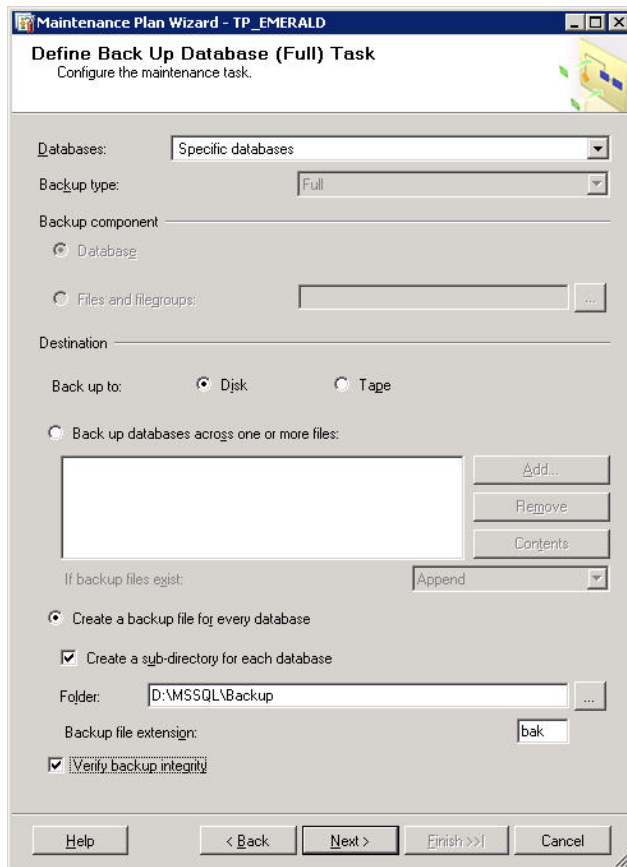 Maintenance Plan Wizard - TP_EMERALD
Define Back Up Database (Full) Task
Configure the maintenance task.
Databases: Specific databases
Backup type: Full
Backup component
Database
Files and filegroups: ...
Destination
Back up to: Disk Tape
Back up databases across one or more files:
Add...
Remove
Contents
If backup files exist: Append
Create a backup file for every database
Create a sub-directory for each database
Folder: D:\MSSQL\Backup ...
Backup file extension: bak
Verify backup integrity
Help < Back Next > Finish >>| Cancel